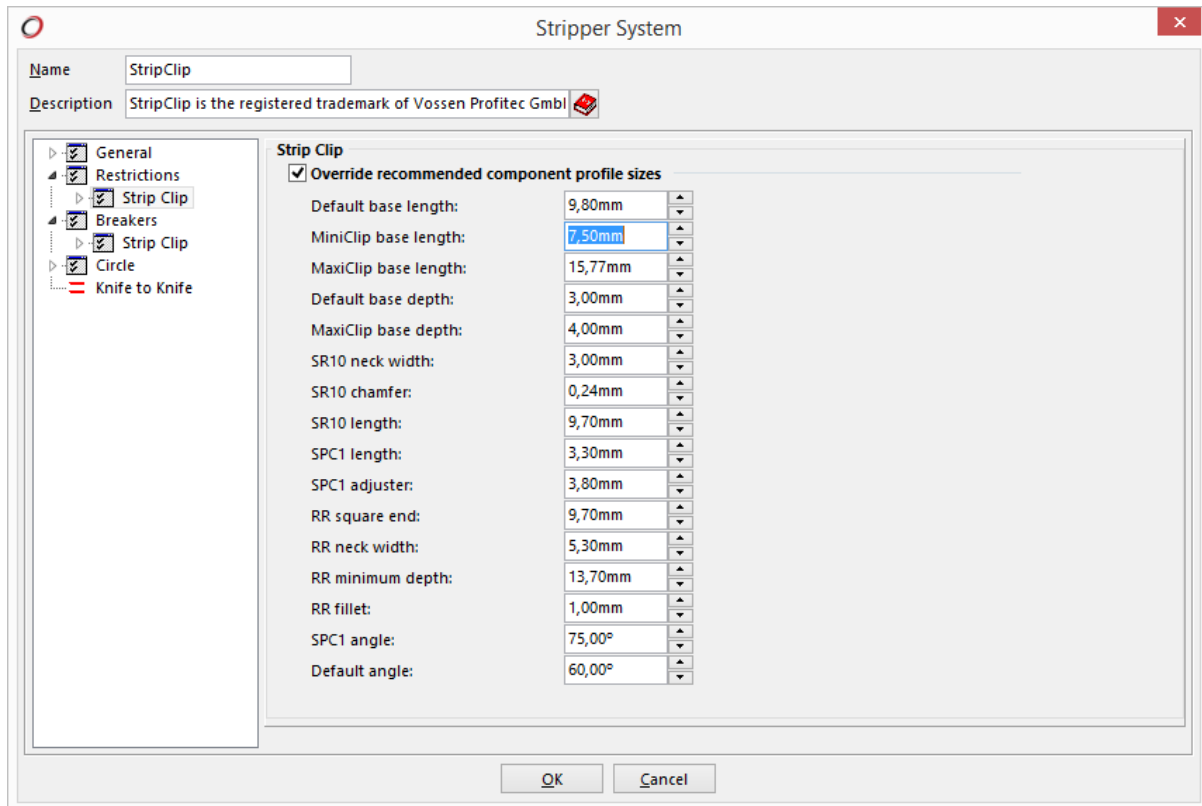 Stripper System
Name StripClip
Description StripClip is the registered trademark of Vossen Profitec Gmbl
General
Restrictions
Strip Clip
Breakers
Strip Clip
Circle
Knife to Knife
Strip Clip
Override recommended component profile sizes
Default base length: 9,80mm
MiniClip base length: 7,50mm
MaxiClip base length: 15,77mm
Default base depth: 3,00mm
MaxiClip base depth: 4,00mm
SR10 neck width: 3,00mm
SR10 chamfer: 0,24mm
SR10 length: 9,70mm
SPC1 length: 3,30mm
SPC1 adjuster: 3,80mm
RR square end: 9,70mm
RR neck width: 5,30mm
RR minimum depth: 13,70mm
RR fillet: 1,00mm
SPC1 angle: 75,00º
Default angle: 60,00º
OK Cancel